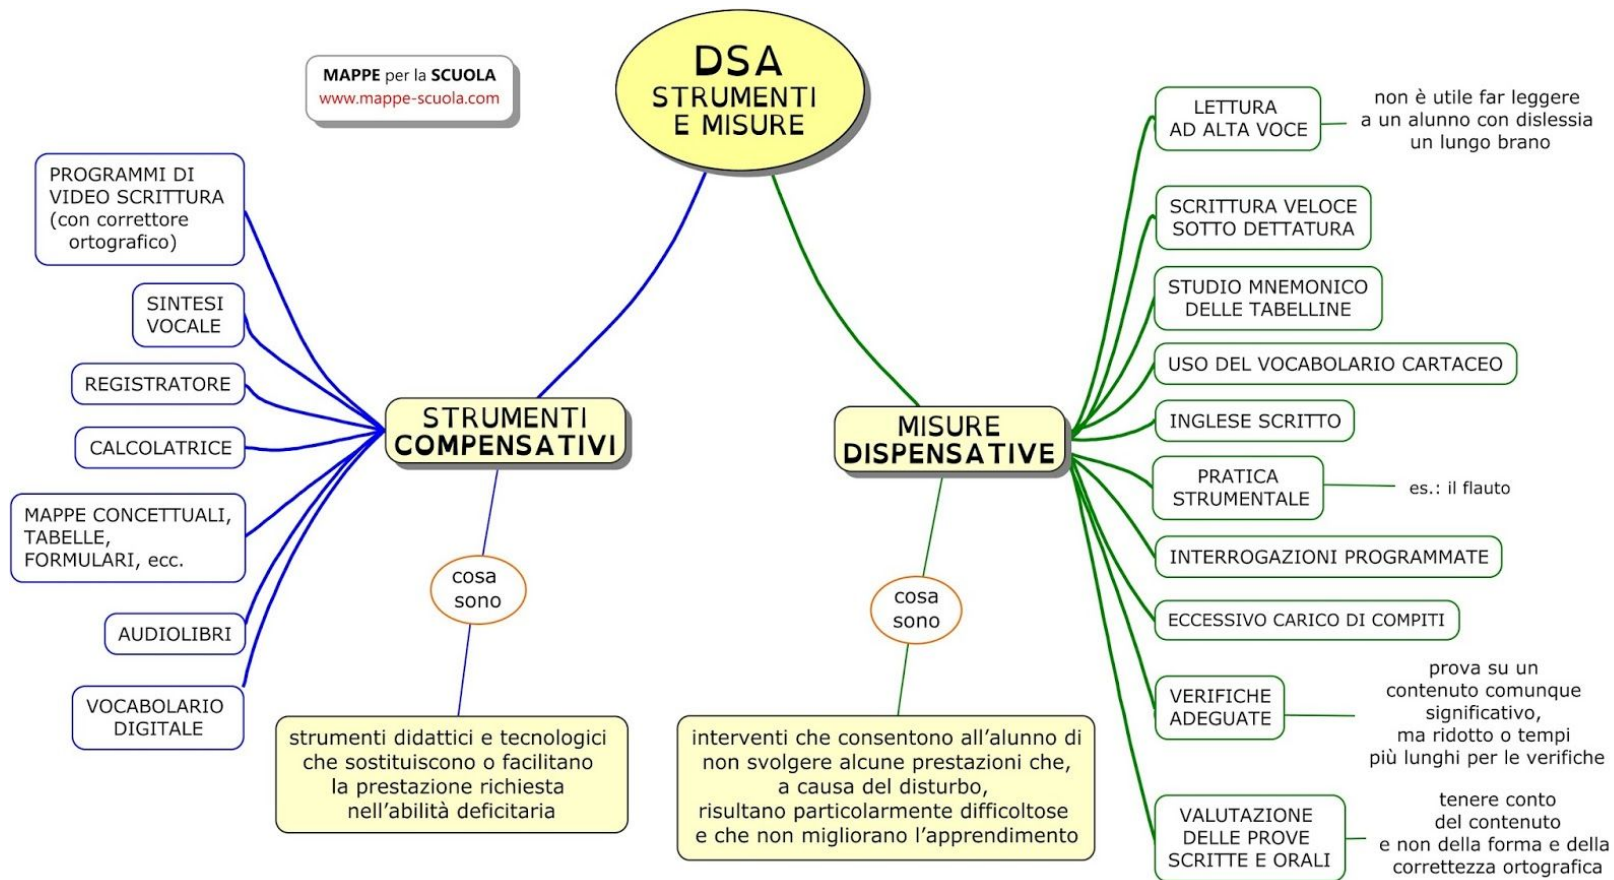 DSA
STRUMENTI
E MISURE
MAPPE per la SCUOLA
www.mappe-scuola.com
STRUMENTI
COMPENSATIVI
PROGRAMMI DI
VIDEO SCRITTURA
(con correttore
ortografico)
SINTESI
VOCALE
REGISTRATORE
CALCOLATRICE
MAPPE CONCETTUALI,
TABELLE,
FORMULARI, ecc.
AUDIOLIBRI
VOCABOLARIO
DIGITALE
cosa
sono
strumenti didattici e tecnologici
che sostituiscono o facilitano
la prestazione richiesta
nell'abilità deficitaria
MISURE
DISPENSATIVE
cosa
sono
interventi che consentono all'alunno di
non svolgere alcune prestazioni che,
a causa del disturbo,
risultano particolarmente difficoltose
e che non migliorano l'apprendimento
LETTURA
AD ALTA VOCE
non è utile far leggere
a un alunno con dislessia
un lungo brano
SCRITTURA VELOCE
SOTTO DETTATURA
STUDIO MNEMONICO
DELLE TABELLINE
USO DEL VOCABOLARIO CARTACEO
INGLESE SCRITTO
PRATICA
STRUMENTALE
es.: il flauto
INTERROGAZIONI PROGRAMMATE
ECCESSIVO CARICO DI COMPITI
VERIFICHE
ADEGUATE
prova su un
contenuto comunque
significativo,
ma ridotto o tempi
più lunghi per le verifiche
VALUTAZIONE
DELLE PROVE
SCRITTE E ORALI
tenere conto
del contenuto
e non della forma e della
correttezza ortografica